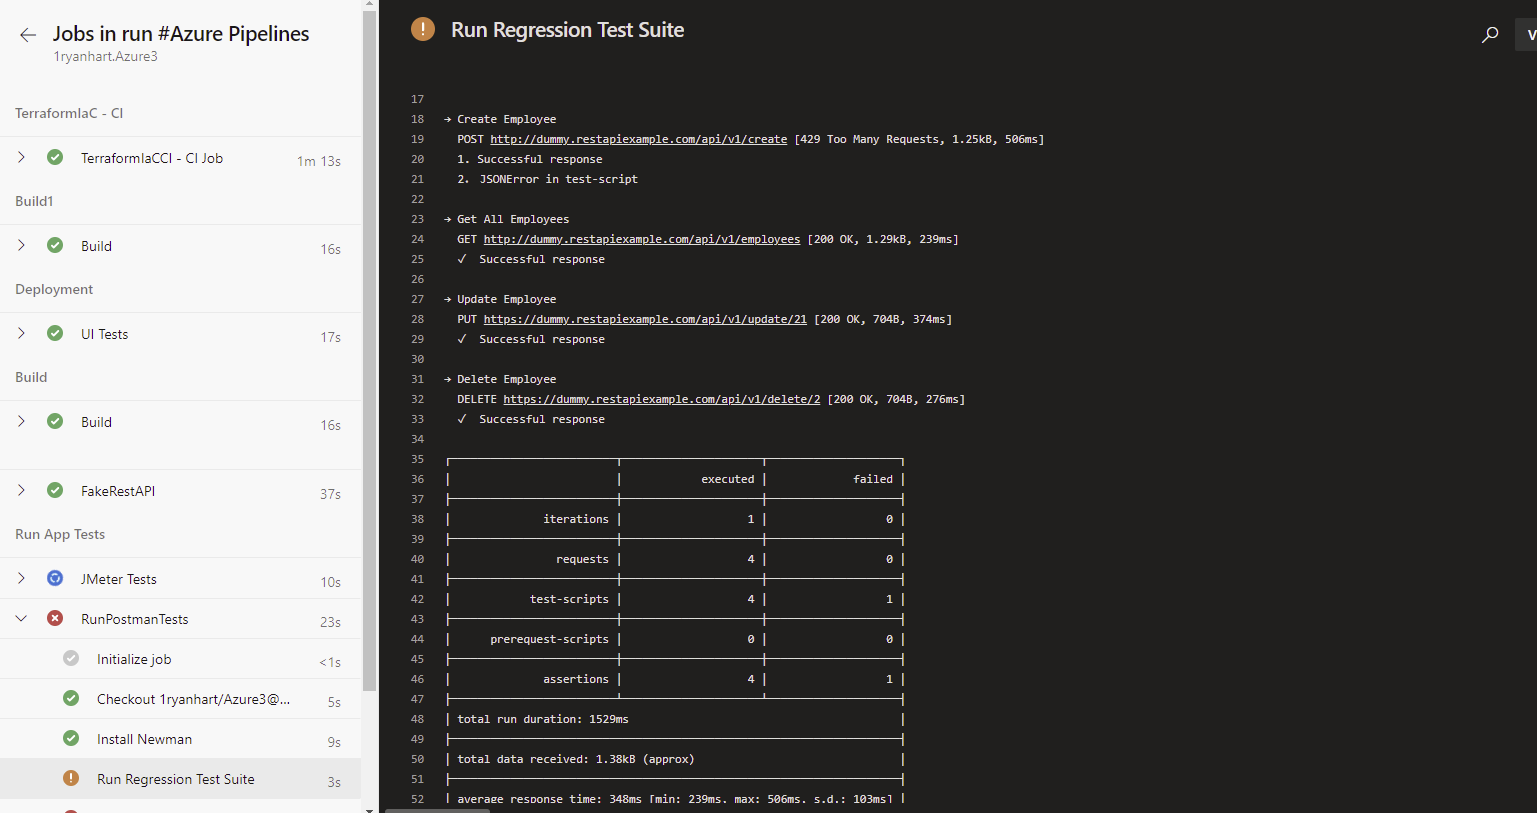 Jobs in run #Azure Pipelines
1ryanhart.Azure3
TerraformIaC - CI
TerraformIaCCI - CI Job 1m 13s
Build1
Build 16s
Deployment
UI Tests 17s
Build
Build 16s
FakeRestAPI 37s
Run App Tests
JMeter Tests 10s
RunPostmanTests 23s
Initialize job <1s
Checkout 1ryanhart/Azure3@... 5s
Install Newman 9s
Run Regression Test Suite 3s
Run Regression Test Suite
V
17
18 → Create Employee
19 POST http://dummy.restapiexample.com/api/v1/create [429 Too Many Requests, 1.25kB, 506ms]
20 1. Successful response
21 2. JSONError in test-script
22
23 → Get All Employees
24 GET http://dummy.restapiexample.com/api/v1/employees [200 OK, 1.29kB, 239ms]
25 ✓ Successful response
26
27 → Update Employee
28 PUT https://dummy.restapiexample.com/api/v1/update/21 [200 OK, 704B, 374ms]
29 ✓ Successful response
30
31 → Delete Employee
32 DELETE https://dummy.restapiexample.com/api/v1/delete/2 [200 OK, 704B, 276ms]
33 ✓ Successful response
34
35
36 executed failed
37
38 iterations 1 0
39
40 requests 4 0
41
42 test-scripts 4 1
43
44 prerequest-scripts 0 0
45
46 assertions 4 1
47
48 total run duration: 1529ms
49
50 total data received: 1.38kB (approx)
51
52 average response time: 348ms [min: 239ms, max: 506ms, s.d.: 103ms]